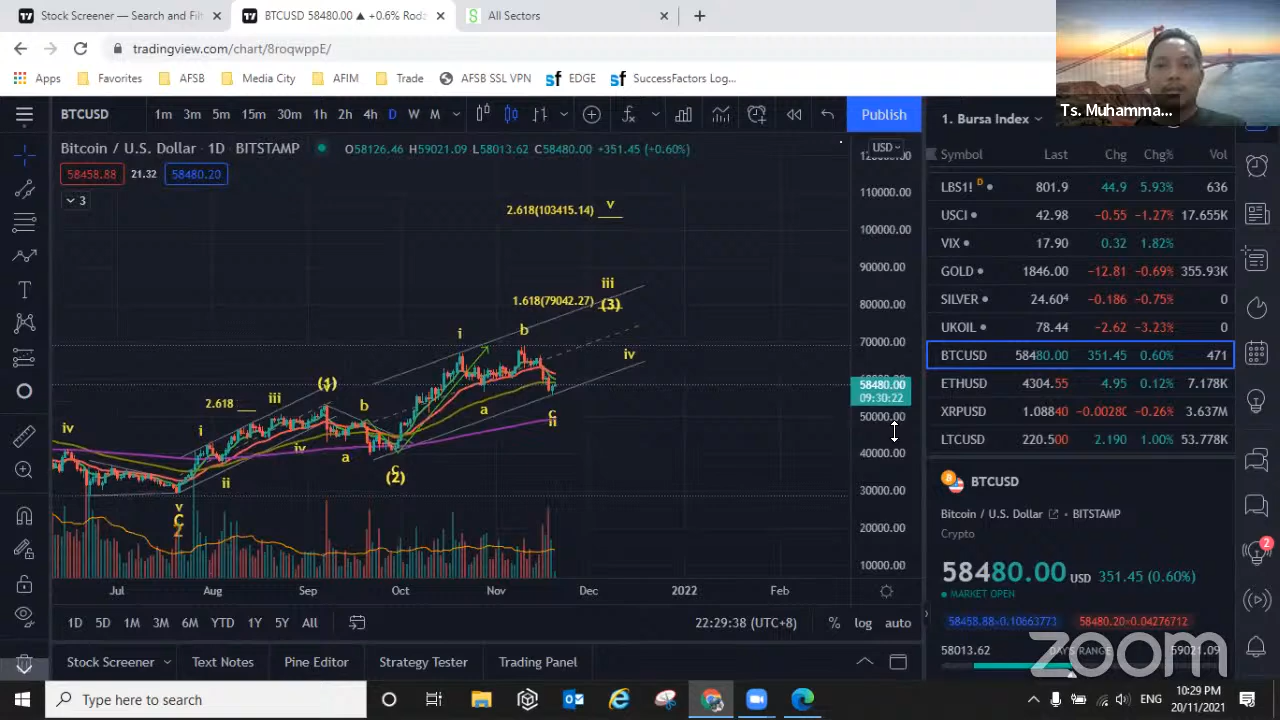 Stock Screener — Search and Filt
BTCUSD 58480.00 ▲ +0.6% Rod
All Sectors
tradingview.com/chart/8roqwppE/
Apps Favorites AFSB Media City AFIM Trade AFSB SSL VPN EDGE SuccessFactors Log...
Ts. Muhamma...
BTCUSD 1m 3m 5m 15m 30m 1h 2h 4h D W M Publish
1. Bursa Index
Bitcoin / U.S. Dollar · 1D · BITSTAMP O58126.46 H59021.09 L58013.62 C58480.00 +351.45 (+0.60%)
USD
58458.88 21.32 58480.20
3
Symbol Last Chg Chg% Vol
LBS1! D 801.9 44.9 5.93% 636
USCI 42.98 −0.55 −1.27% 17.655K
VIX 17.90 0.32 1.82%
GOLD 1846.00 −12.81 −0.69% 355.93K
SILVER 24.604 −0.186 −0.75% 0
UKOIL 78.44 −2.62 −3.23% 0
BTCUSD 58480.00 351.45 0.60% 471
ETHUSD 4304.55 4.95 0.12% 7.178K
XRPUSD 1.08840 −0.00280 −0.26% 3.637M
LTCUSD 220.500 2.190 1.00% 53.778K
120000.00
110000.00
100000.00
90000.00
80000.00
70000.00
58480.00
09:30:22
50000.00
40000.00
30000.00
20000.00
10000.00
2.618(103415.14) v
iii
1.618(79042.27) (3)
i b
iv
(1)
2.618 iii
b
iv i
a
c
ii
iv a
c
(2)
ii
v
C
2
Jul Aug Sep Oct Nov Dec 2022 Feb
1D 5D 1M 3M 6M YTD 1Y 5Y All
22:29:38 (UTC+8) % log auto
Stock Screener Text Notes Pine Editor Strategy Tester Trading Panel
BTCUSD
Bitcoin / U.S. Dollar · BITSTAMP
Crypto
58480.00 USD 351.45 (0.60%)
MARKET OPEN
58458.88×0.10663773 58480.20×0.04276712
58013.62 DAY'S RANGE 59021.09
2
zoom
Type here to search
ENG
10:29 PM
20/11/2021